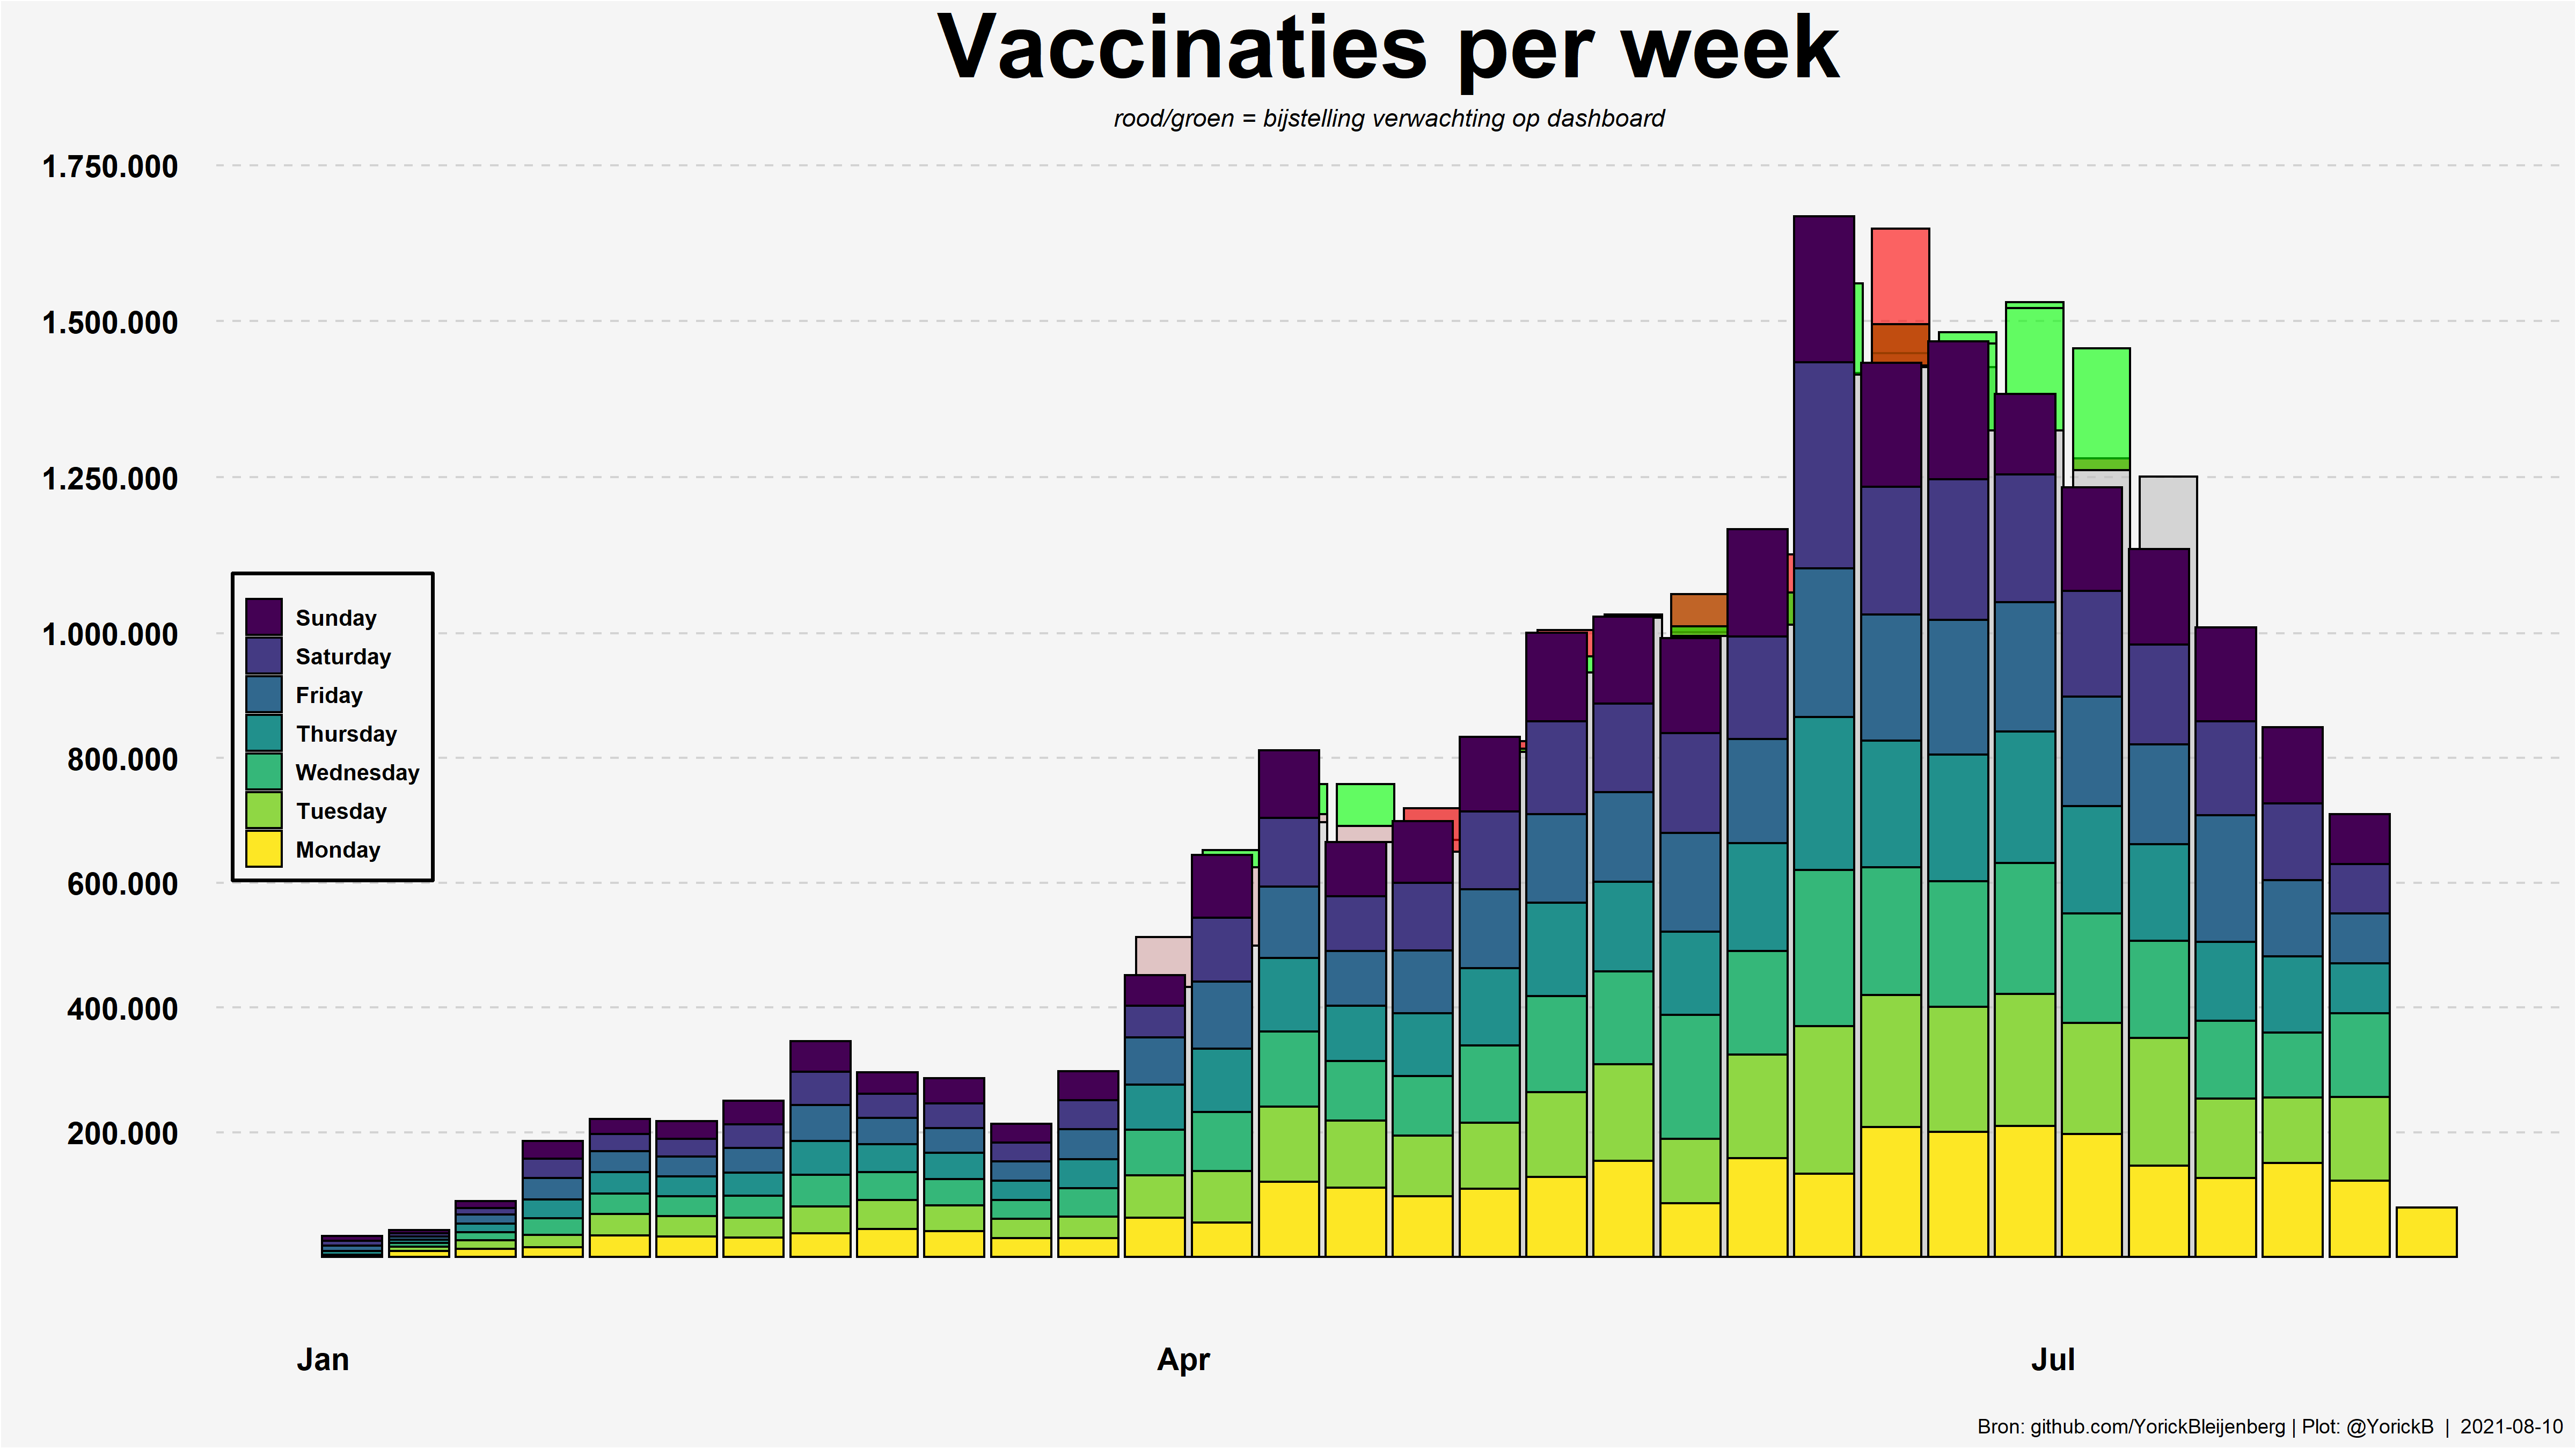 Vaccinaties per week
rood/groen = bijstelling verwachting op dashboard
1.750.000
1.500.000
1.250.000
1.000.000
800.000
600.000
400.000
200.000
Sunday
Saturday
Friday
Thursday
Wednesday
Tuesday
Monday
Jan Apr Jul
Bron: github.com/YorickBleijenberg | Plot: @YorickB | 2021-08-10